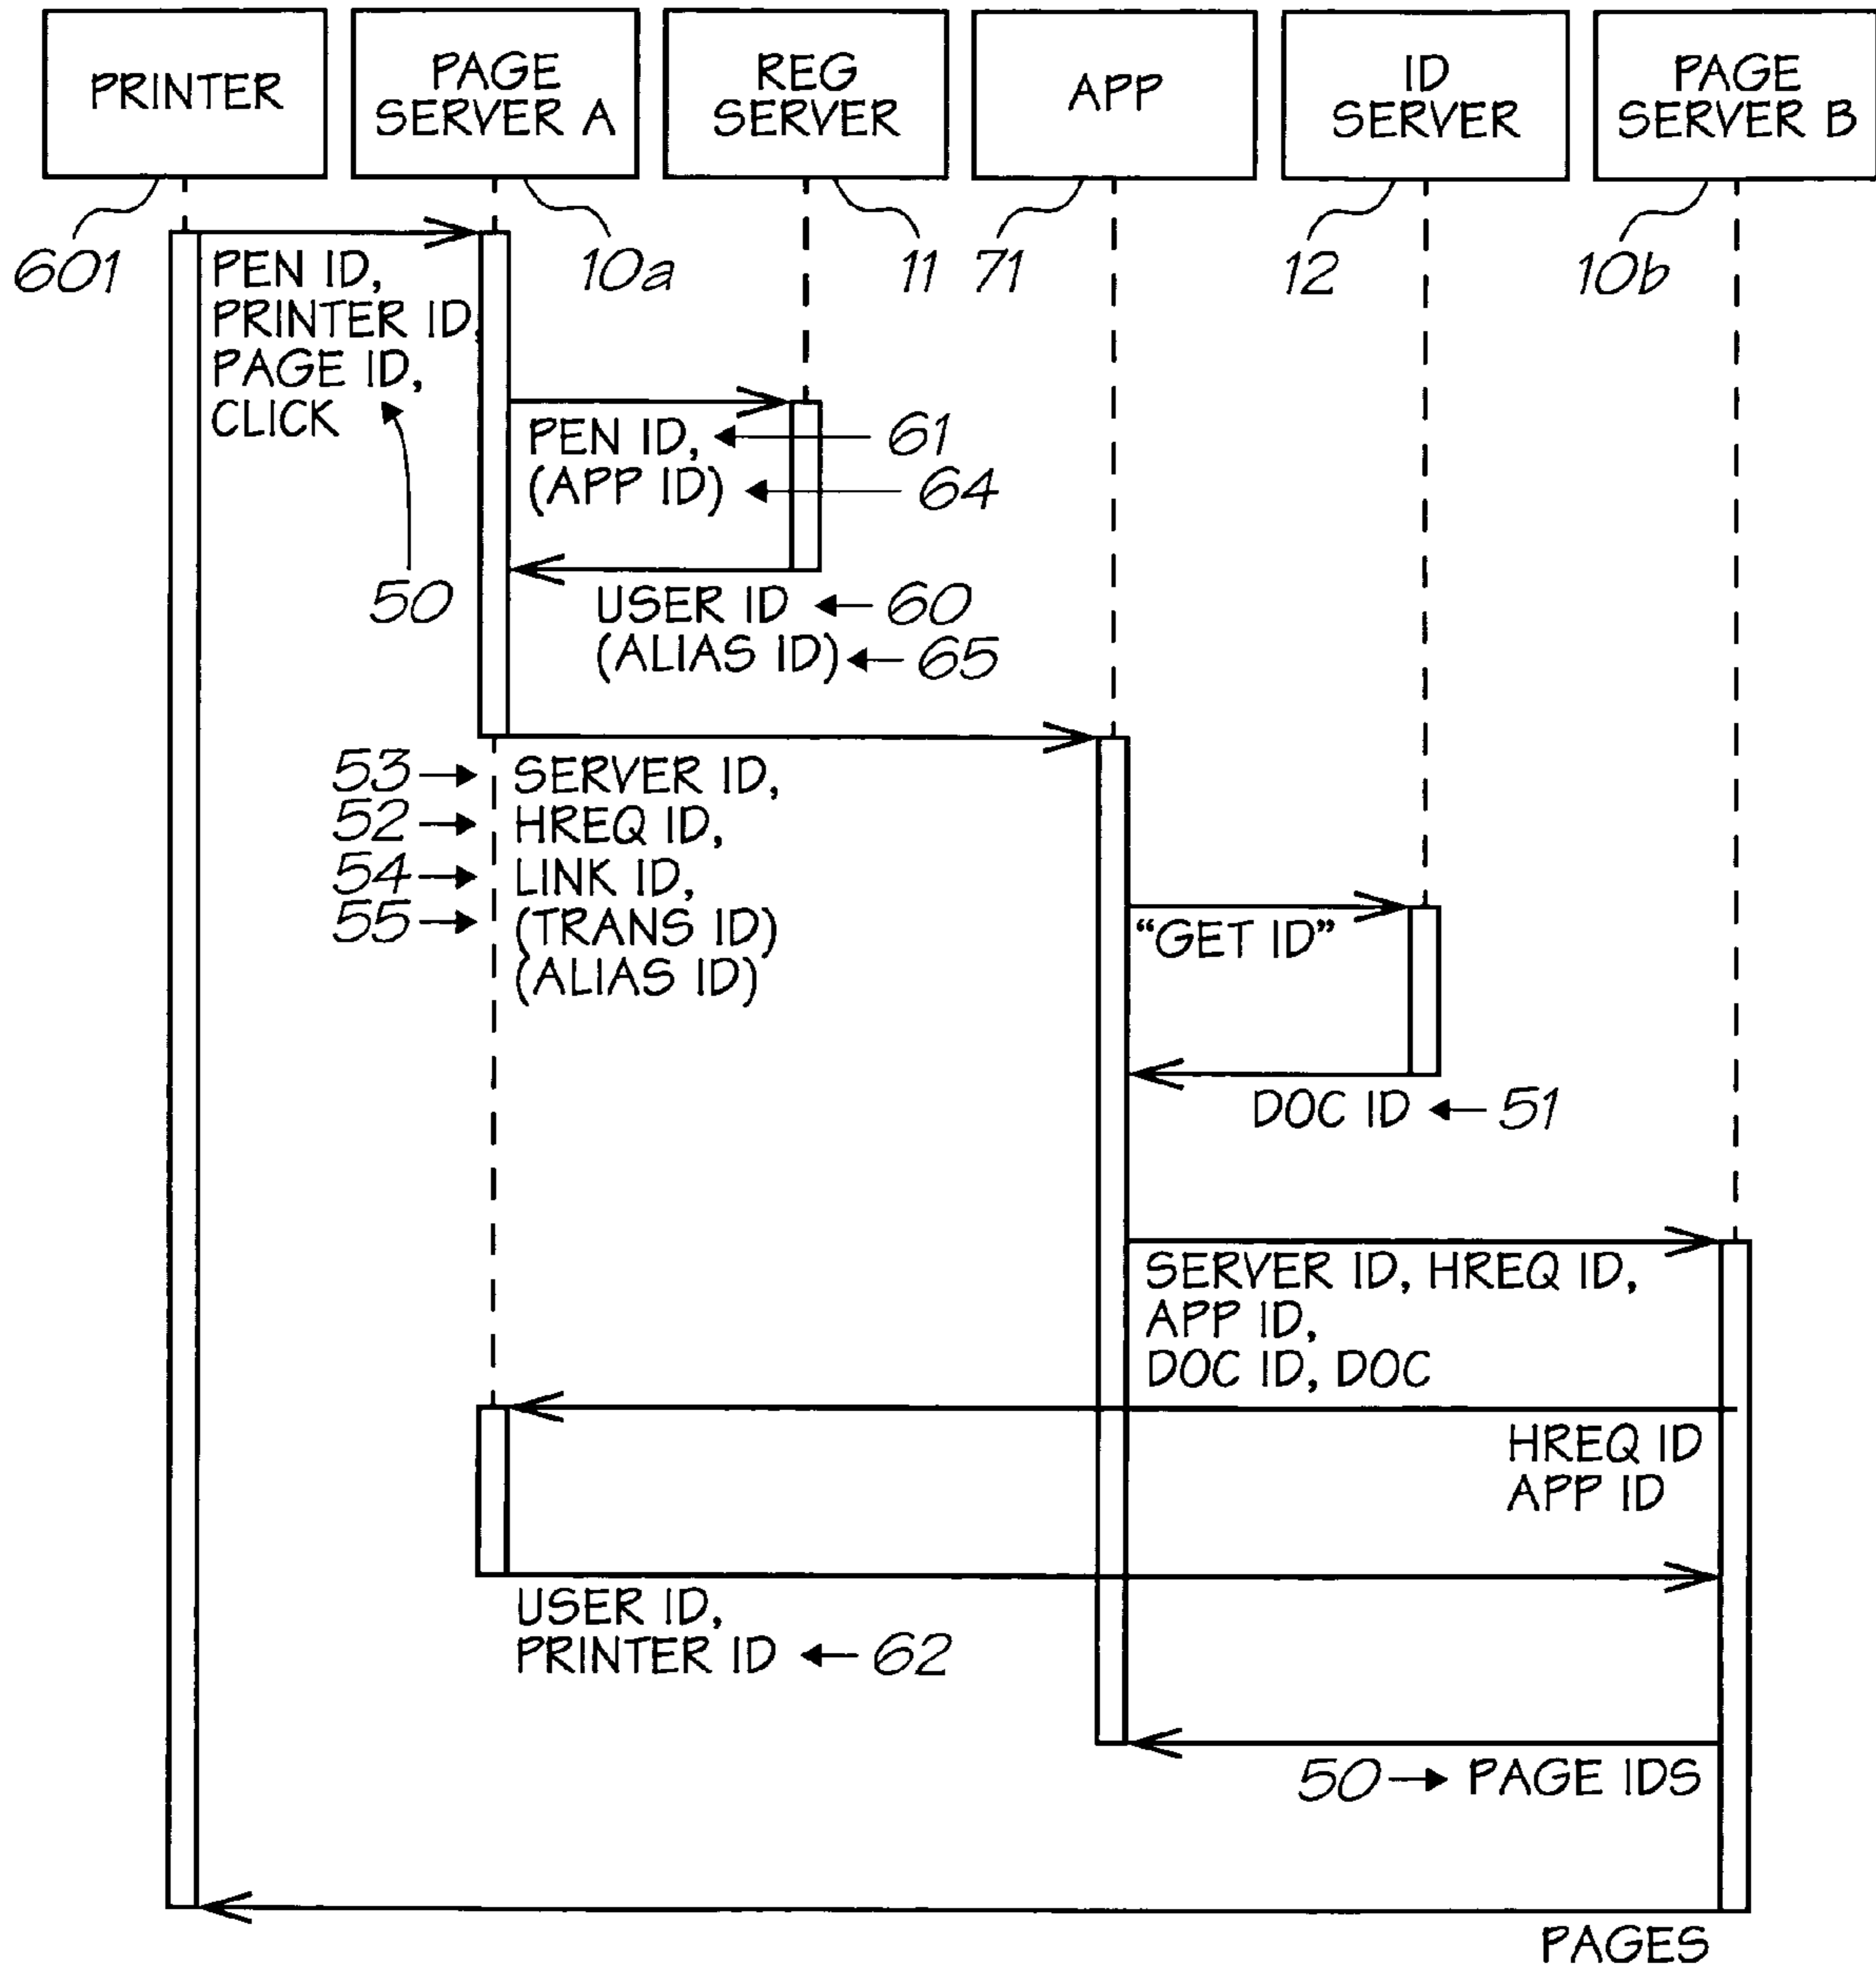 PRINTER
PAGE
SERVER A
REG
SERVER
APP
ID
SERVER
PAGE
SERVER B
601
10a
11
71
12
10b
PEN ID,
PRINTER ID,
PAGE ID,
CLICK
50
PEN ID,
61
(APP ID)
64
USER ID
60
(ALIAS ID)
65
53
SERVER ID,
52
HREQ ID,
54
LINK ID,
55
(TRANS ID)
(ALIAS ID)
“GET ID”
DOC ID
51
SERVER ID, HREQ ID,
APP ID,
DOC ID, DOC
HREQ ID
APP ID
USER ID,
PRINTER ID
62
50
PAGE IDS
PAGES